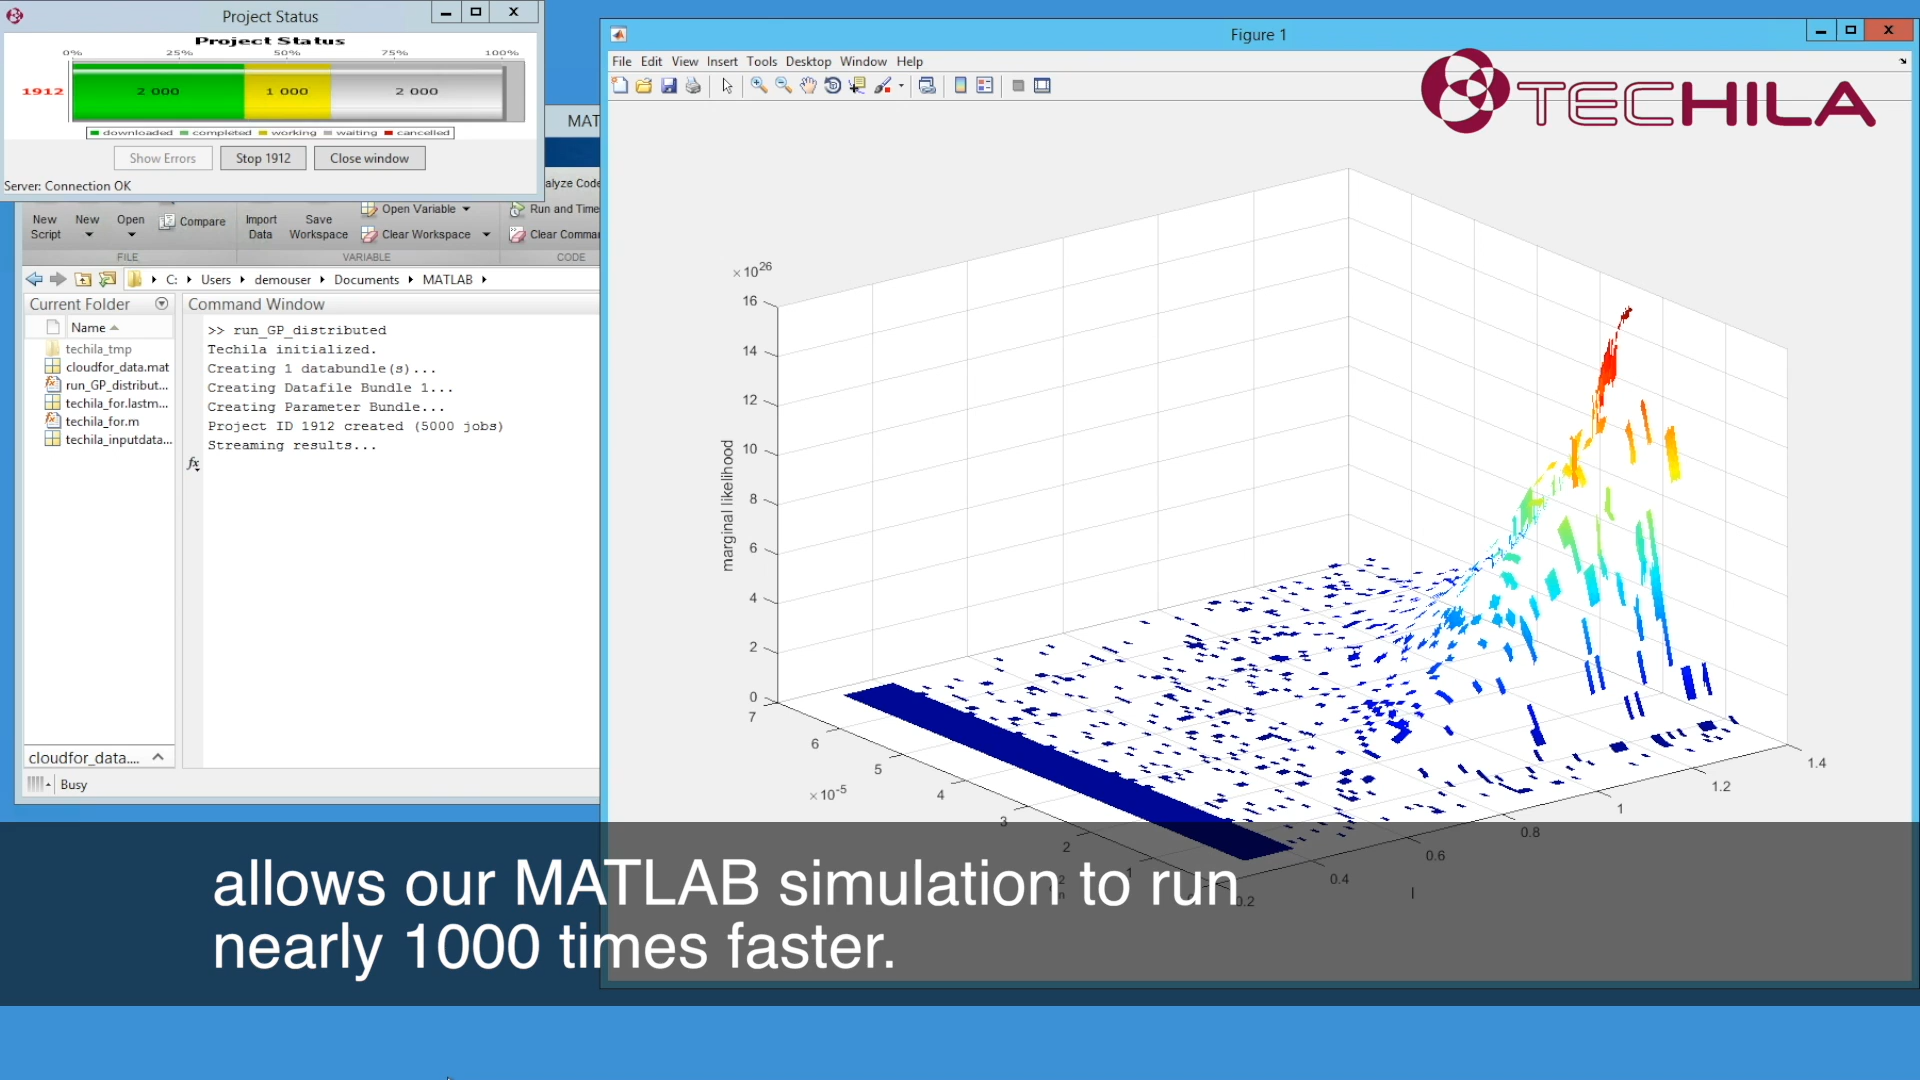 Project Status
Project Status
0% 25% 50% 75% 100%
1912 2 000 1 000 2 000
downloaded completed working waiting cancelled
Show Errors Stop 1912 Close window
Server: Connection OK
MAT
alyze Code
New Script New Open Compare Import Data Save Workspace Open Variable Clear Workspace Run and Time Clear Comma
FILE VARIABLE CODE
C: Users demouser Documents MATLAB
Current Folder Command Window
Name
techila_tmp
cloudfor_data.mat
run_GP_distribut...
techila_for.lastm...
techila_for.m
techila_inputdata...
>> run_GP_distributed
Techila initialized.
Creating 1 databundle(s)...
Creating Datafile Bundle 1...
Creating Parameter Bundle...
Project ID 1912 created (5000 jobs)
Streaming results...
fx
cloudfor_data....
Busy
Figure 1
File Edit View Insert Tools Desktop Window Help
TECHILA
×10^26
16
14
12
10
8
6
4
2
0
marginal likelihood
7
6
5
4
3
2
1
×10^-5
0.2
0.4
0.6
0.8
1
1.2
1.4
l
allows our MATLAB simulation to run
nearly 1000 times faster.